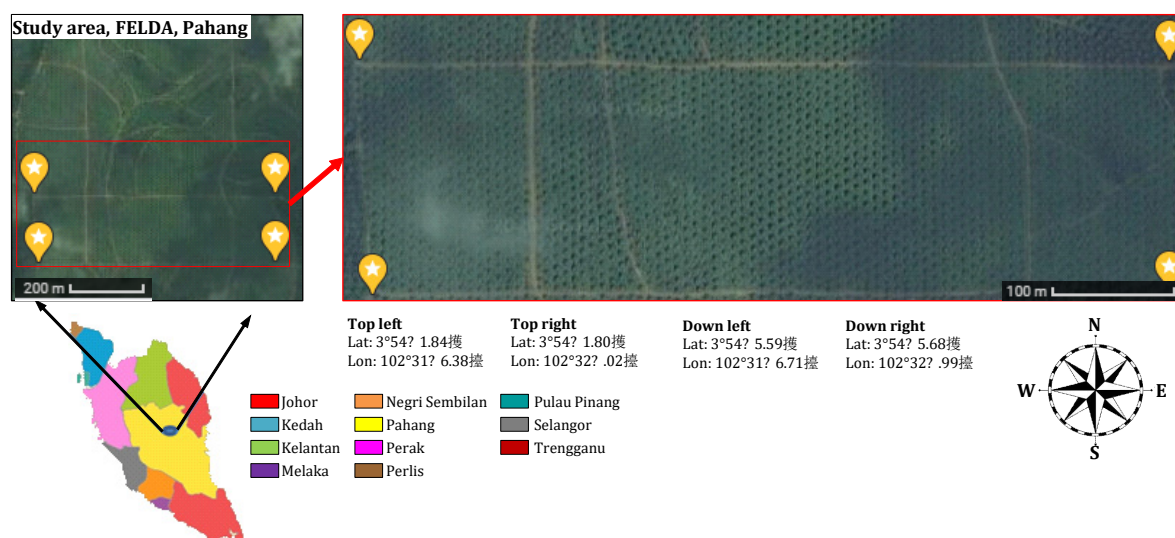 Study area, FELDA, Pahang
200 m
100 m
Top left
Lat: 3°54? 1.84擭
Lon: 102°31? 6.38擡
Top right
Lat: 3°54? 1.80擭
Lon: 102°32? .02擡
Down left
Lat: 3°54? 5.59擭
Lon: 102°31? 6.71擡
Down right
Lat: 3°54? 5.68擭
Lon: 102°32? .99擡
N
W
E
S
Johor
Kedah
Kelantan
Melaka
Negri Sembilan
Pahang
Perak
Perlis
Pulau Pinang
Selangor
Trengganu